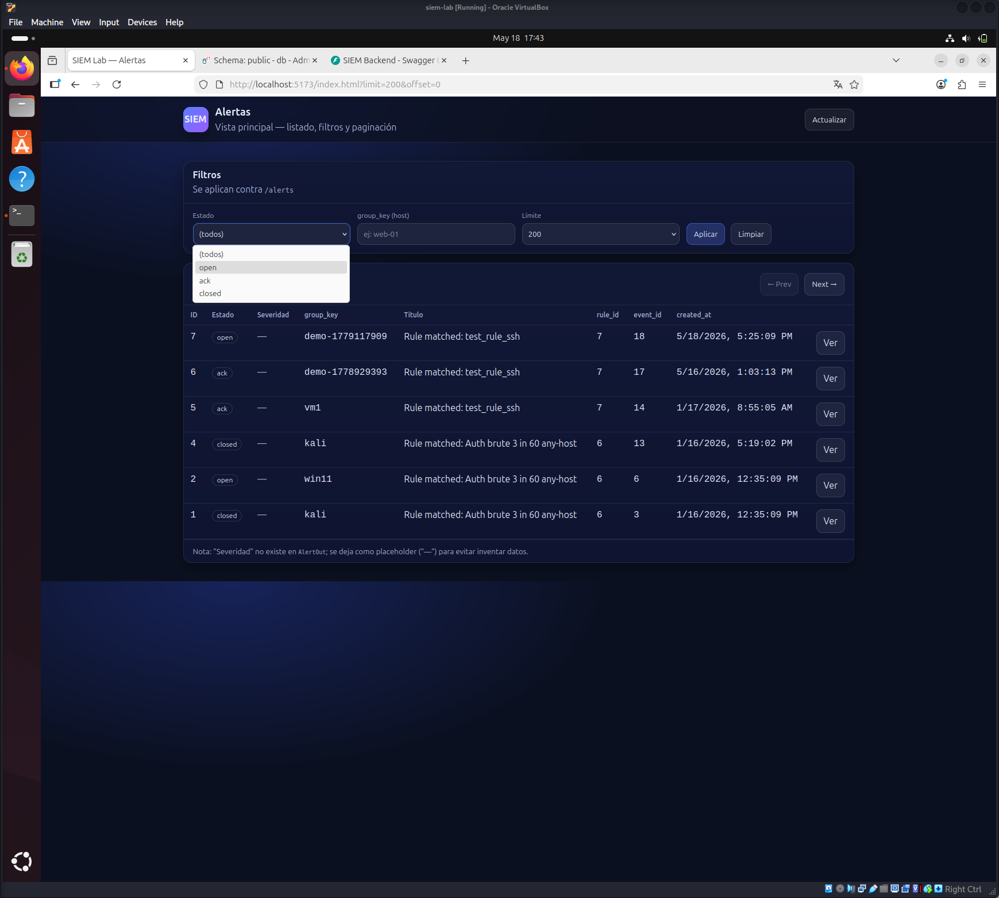 siem-lab [Running] - Oracle VirtualBox
File Machine View Input Devices Help
May 18 17:43
SIEM Lab — Alertas
Schema: public - db - Adm
SIEM Backend - Swagger
http://localhost:5173/index.html?limit=200&offset=0
SIEM
Alertas
Vista principal — listado, filtros y paginación
Actualizar
Filtros
Se aplican contra /alerts
Estado group_key (host) Límite
(todos) ej: web-01 200 Aplicar Limpiar
(todos)
open
ack
closed
← Prev Next →
ID Estado Severidad group_key Título rule_id event_id created_at
7 open — demo-1779117909 Rule matched: test_rule_ssh 7 18 5/18/2026, 5:25:09 PM Ver
6 ack — demo-1778929393 Rule matched: test_rule_ssh 7 17 5/16/2026, 1:03:13 PM Ver
5 ack — vm1 Rule matched: test_rule_ssh 7 14 1/17/2026, 8:55:05 AM Ver
4 closed — kali Rule matched: Auth brute 3 in 60 any-host 6 13 1/16/2026, 5:19:02 PM Ver
2 open — win11 Rule matched: Auth brute 3 in 60 any-host 6 6 1/16/2026, 12:35:09 PM Ver
1 closed — kali Rule matched: Auth brute 3 in 60 any-host 6 3 1/16/2026, 12:35:09 PM Ver
Nota: “Severidad” no existe en AlertOut; se deja como placeholder (“—”) para evitar inventar datos.
Right Ctrl